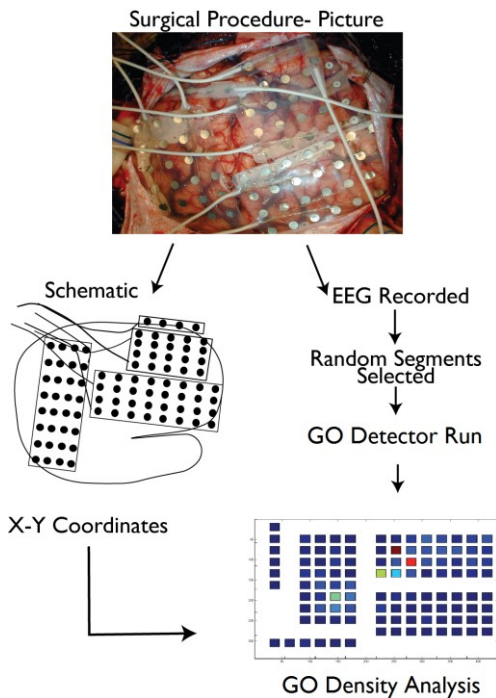 Surgical Procedure- Picture
Schematic
EEG Recorded
Random Segments
Selected
GO Detector Run
X-Y Coordinates
GO Density Analysis